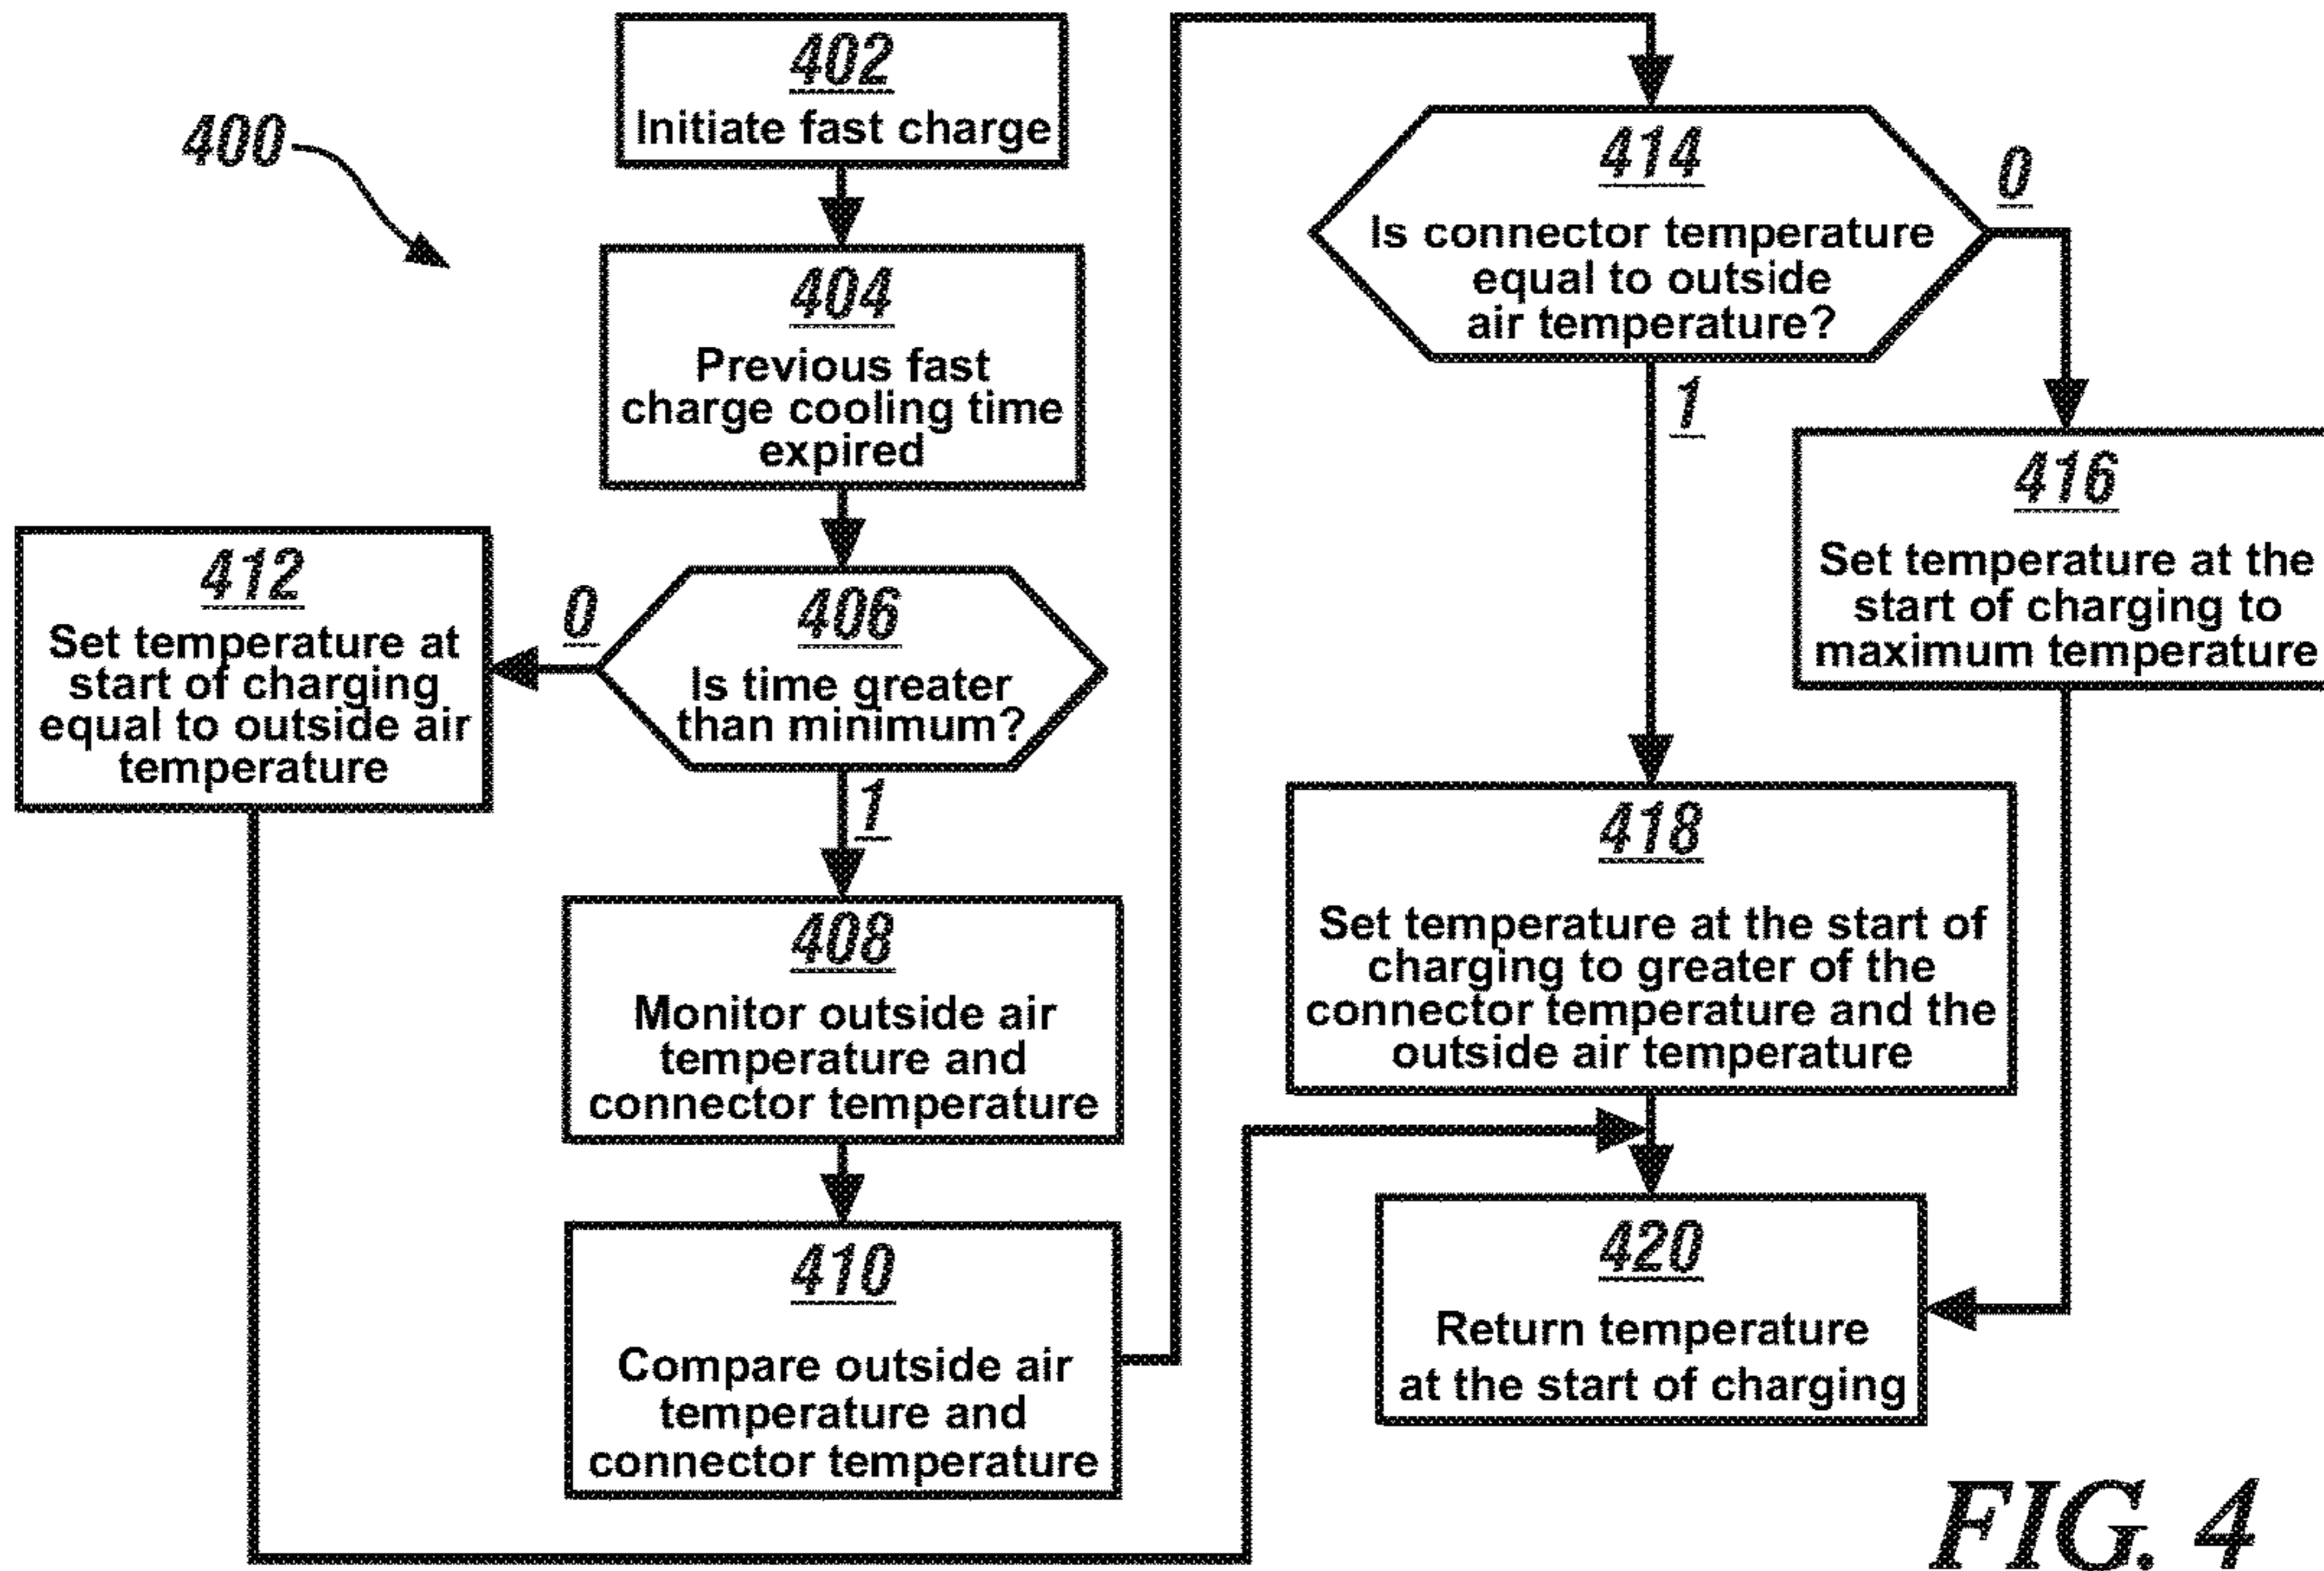 400
402
Initiate fast charge
404
Previous fast
charge cooling time
expired
406
Is time greater
than minimum?
0
1
412
Set temperature at
start of charging
equal to outside air
temperature
408
Monitor outside air
temperature and
connector temperature
410
Compare outside air
temperature and
connector temperature
414
Is connector temperature
equal to outside
air temperature?
0
1
416
Set temperature at the
start of charging to
maximum temperature
418
Set temperature at the start of
charging to greater of the
connector temperature and the
outside air temperature
420
Return temperature
at the start of charging
FIG. 4